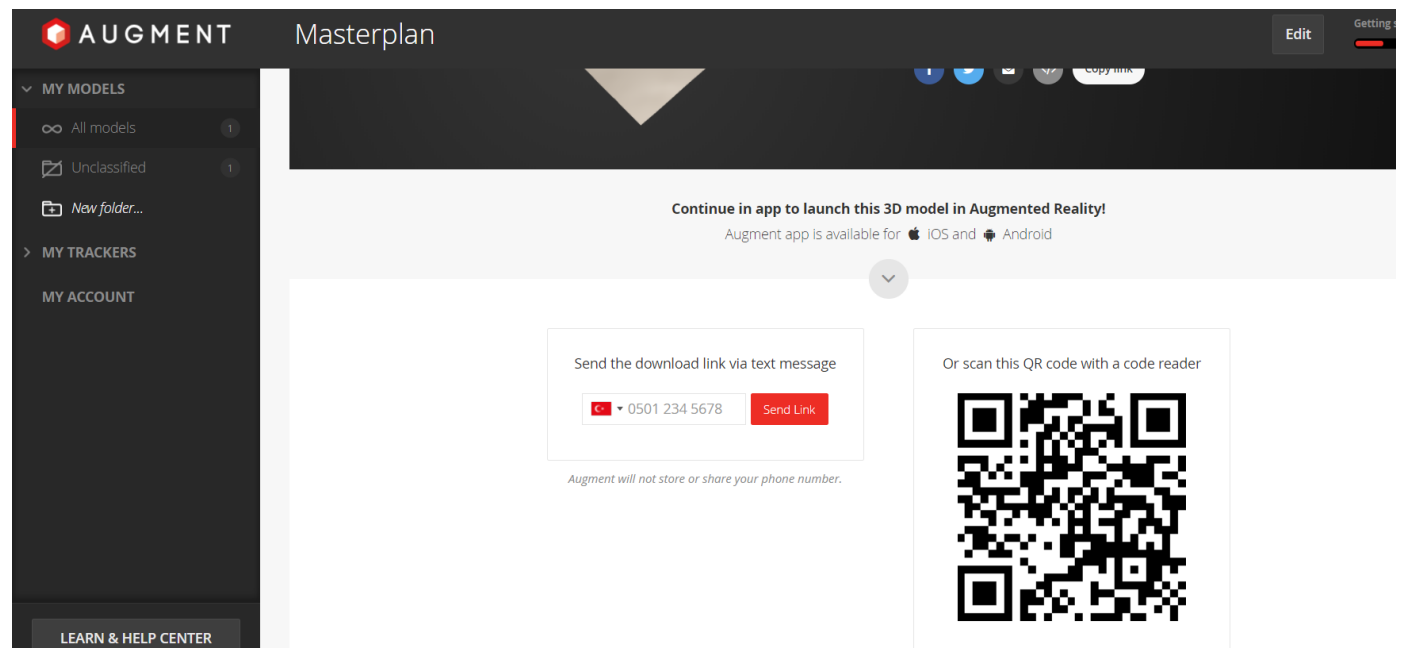 AUGMENT
Masterplan
Edit
Getting
MY MODELS
All models 1
Unclassified 1
New folder...
MY TRACKERS
MY ACCOUNT
LEARN & HELP CENTER
Copy link
Continue in app to launch this 3D model in Augmented Reality!
Augment app is available for iOS and Android
Send the download link via text message
0501 234 5678 Send Link
Augment will not store or share your phone number.
Or scan this QR code with a code reader